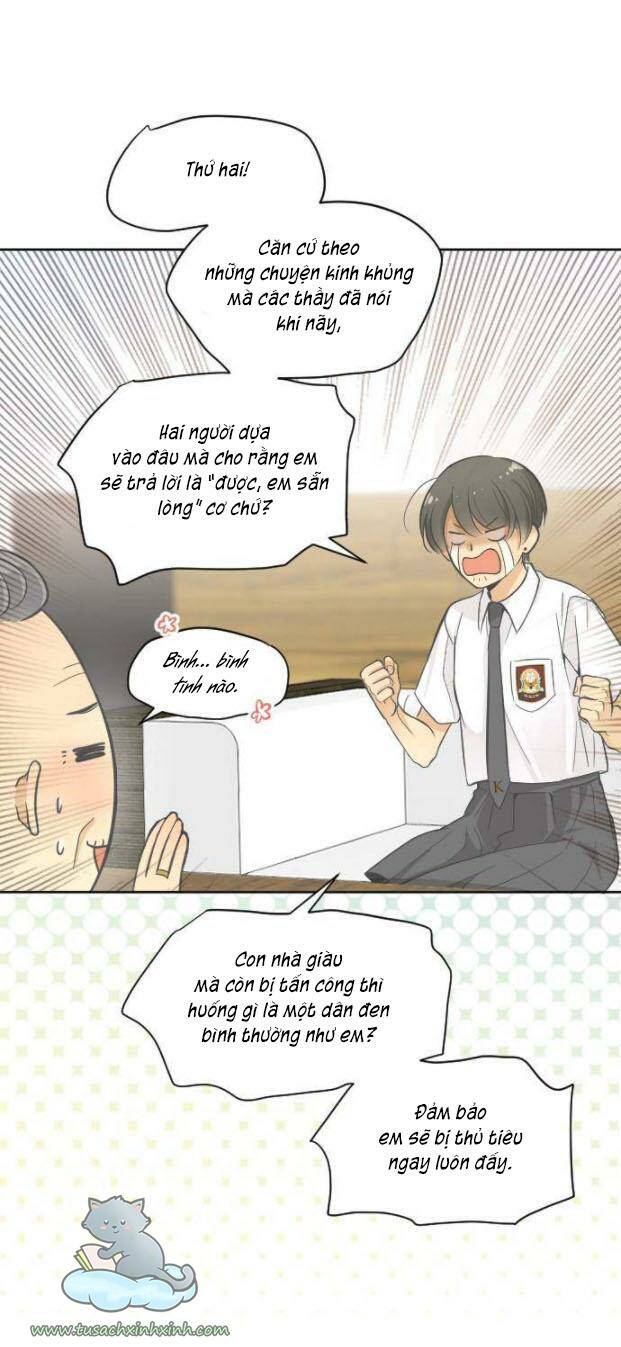 Thứ hai!
Căn cứ theo
những chuyện kinh khủng
mà các thầy đã nói
khi nãy,
Hai người dựa
vào đâu mà cho rằng em
sẽ trả lời là "được, em sẵn
lòng" cơ chứ?
Bình... bình
tĩnh nào.
K
Con nhà giàu
mà còn bị tấn công thì
huống gì là một dân đen
bình thường như em?
Đảm bảo
em sẽ bị thủ tiêu
ngay luôn đấy.
www.tusachxinhxinh.com